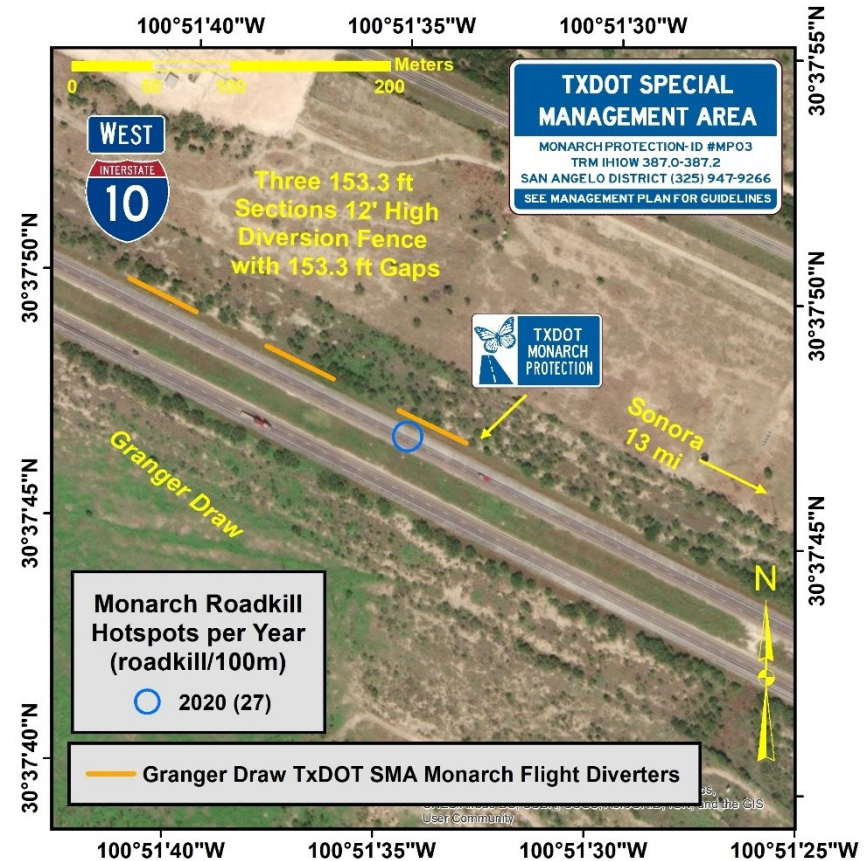 100°51'40"W 100°51'35"W 100°51'30"W
30°37'55"N
Meters
0 50 100 200
WEST
INTERSTATE
10
TXDOT SPECIAL
MANAGEMENT AREA
MONARCH PROTECTION-ID #MP03
TRM IH10W 387.0-387.2
SAN ANGELO DISTRICT (325) 947-9266
SEE MANAGEMENT PLAN FOR GUIDELINES
Three 153.3 ft
Sections 12' High
Diversion Fence
with 153.3 ft Gaps
30°37'50"N
30°37'50"N
TXDOT
MONARCH
PROTECTION
Sonora
13 mi
Granger Draw
30°37'45"N
30°37'45"N
N
Monarch Roadkill
Hotspots per Year
(roadkill/100m)
2020 (27)
30°37'40"N
Granger Draw TxDOT SMA Monarch Flight Diverters
and the GIS
User Community
100°51'40"W 100°51'35"W 100°51'30"W 100°51'25"W